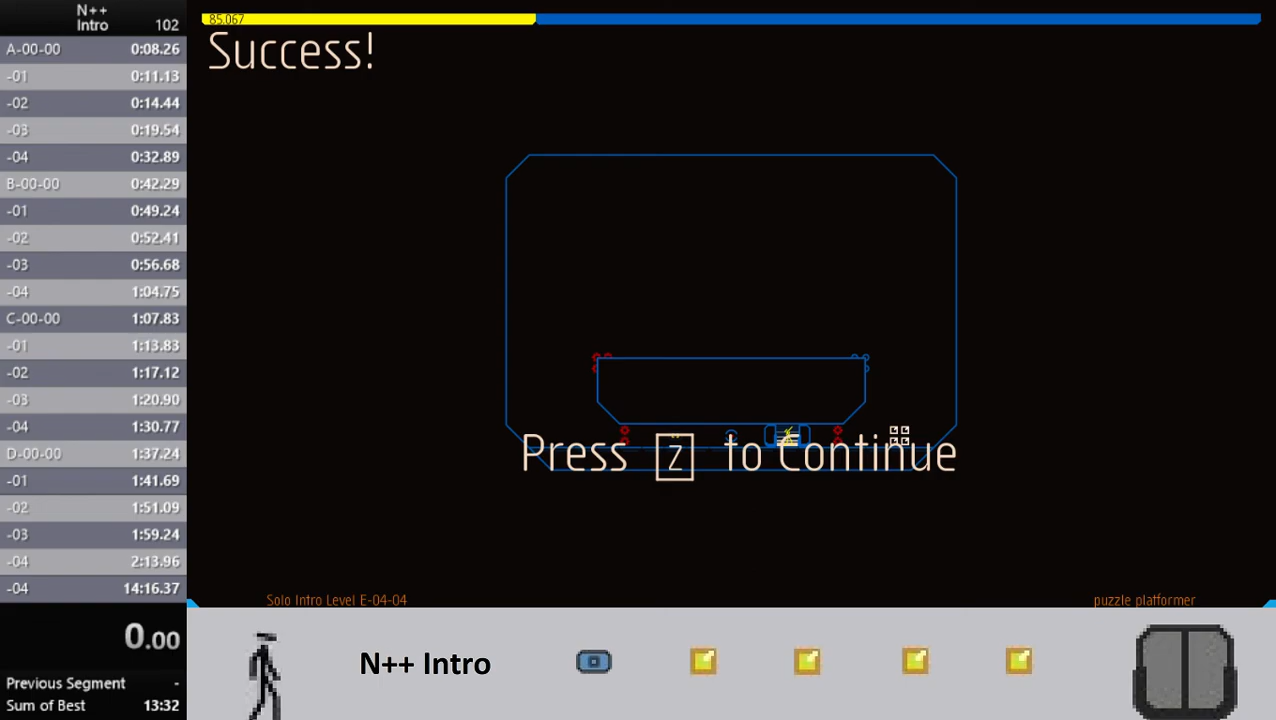 N++
Intro 102
A-00-00 0:08.26
-01 0:11.13
-02 0:14.44
-03 0:19.54
-04 0:32.89
B-00-00 0:42.29
-01 0:49.24
-02 0:52.41
-03 0:56.68
-04 1:04.75
C-00-00 1:07.83
-01 1:13.83
-02 1:17.12
-03 1:20.90
-04 1:30.77
D-00-00 1:37.24
-01 1:41.69
-02 1:51.09
-03 1:59.24
-04 2:13.96
-04 14:16.37
0.00
Previous Segment -
Sum of Best 13:32
85.067
Success!
Press Z to Continue
Solo Intro Level E-04-04
puzzle platformer
N++ Intro